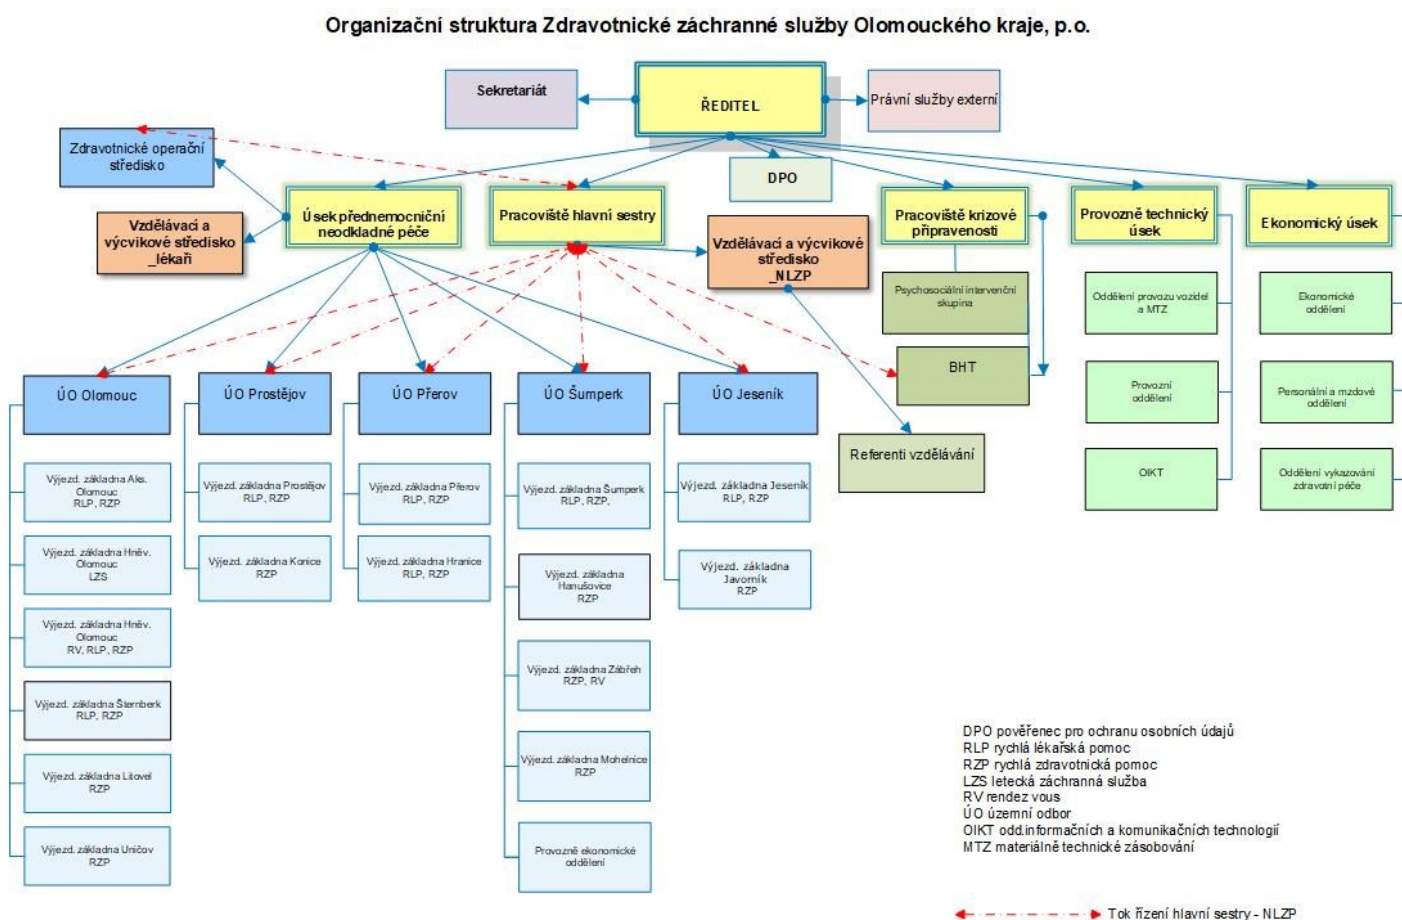 Organizační struktura Zdravotnické záchranné služby Olomouckého kraje, p.o.
Sekretariát
ŘEDITEL
Právní služby externí
Zdravotnické operační
středisko
DPO
Vzdělávací a
výcvikové středisko
_lékaři
Úsek přednemocniční
neodkladné péče
Pracoviště hlavní sestry
Vzdělávací a výcvikové
středisko
_NLZP
Pracoviště krizové
připravenosti
Provozně technický
úsek
Ekonomický úsek
Psychosociální intervenční
skupina
Oddělení provozu vozidel
a MTZ
Ekonomické
oddělení
BHT
Provozní
oddělení
Personální a mzdové
oddělení
Referenti vzdělávání
OIKT
Oddělení vykazování
zdravotní péče
ÚO Olomouc
ÚO Prostějov
ÚO Přerov
ÚO Šumperk
ÚO Jeseník
Výjezd. základna Aks.
Olomouc
RLP, RZP
Výjezd. základna Hněv.
Olomouc
LZS
Výjezd. základna Hněv.
Olomouc
RV, RLP, RZP
Výjezd. základna Šternberk
RLP, RZP
Výjezd. základna Litovel
RZP
Výjezd. základna Uničov
RZP
Výjezd. základna Prostějov
RLP, RZP
Výjezd. základna Konice
RZP
Výjezd. základna Přerov
RLP, RZP
Výjezd. základna Hranice
RLP, RZP
Výjezd. základna Šumperk
RLP, RZP,
Výjezd. základna
Hanušovice
RZP
Výjezd. základna Zábřeh
RZP, RV
Výjezd. základna Mohelnice
RZP
Provozně ekonomické
oddělení
Výjezd. základna Jeseník
RLP, RZP
Výjezd. základna
Javorník
RZP
DPO pověřenec pro ochranu osobních údajů
RLP rychlá lékařská pomoc
RZP rychlá zdravotnická pomoc
LZS letecká záchranná služba
RV rendez vous
ÚO územní odbor
OIKT odd.informačních a komunikačních technologií
MTZ materiálně technické zásobování
Tok řízení hlavní sestry - NLZP